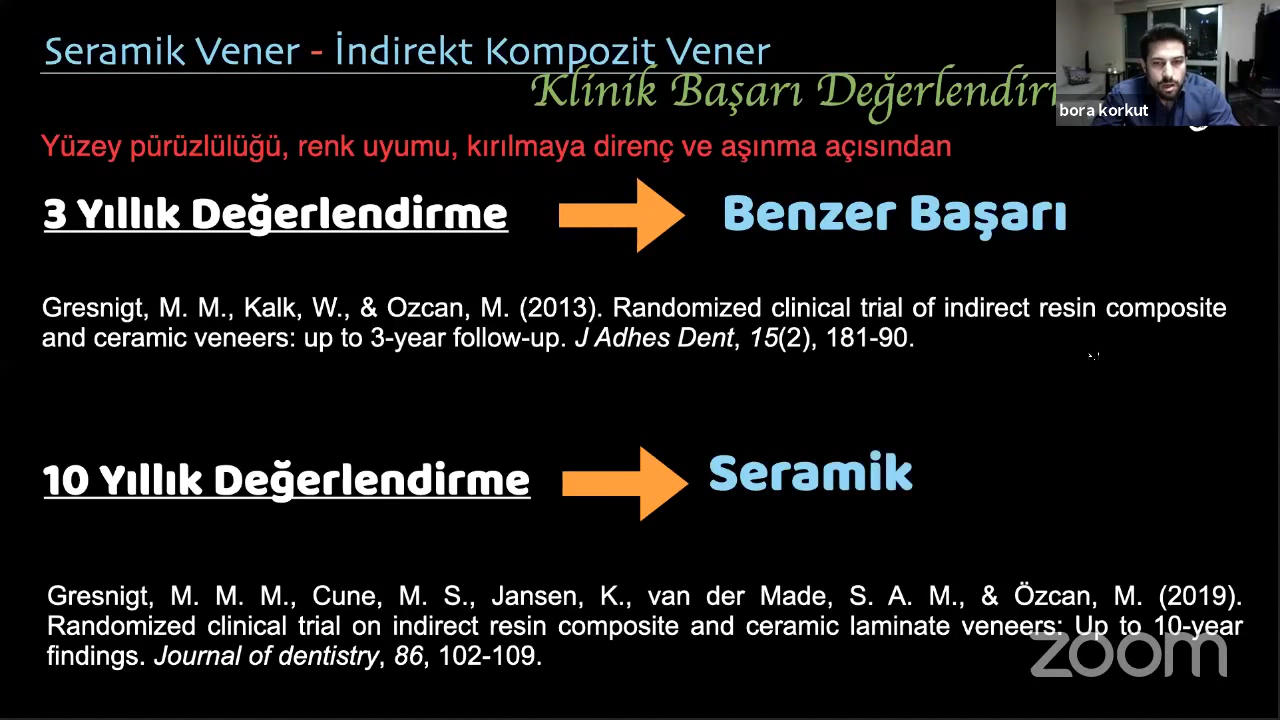 Seramik Vener - İndirekt Kompozit Vener
Klinik Başarı
bora korkut
Yüzey pürüzlülüğü, renk uyumu, kırılmaya direnç ve aşınma açısından
3 Yıllık Değerlendirme
Benzer Başarı
Gresnigt, M. M., Kalk, W., & Ozcan, M. (2013). Randomized clinical trial of indirect resin composite
and ceramic veneers: up to 3-year follow-up. J Adhes Dent, 15(2), 181-90.
10 Yıllık Değerlendirme
Seramik
Gresnigt, M. M. M., Cune, M. S., Jansen, K., van der Made, S. A. M., & Özcan, M. (2019).
Randomized clinical trial on indirect resin composite and ceramic laminate veneers: Up to 10-year
findings. Journal of dentistry, 86, 102-109.
zoom